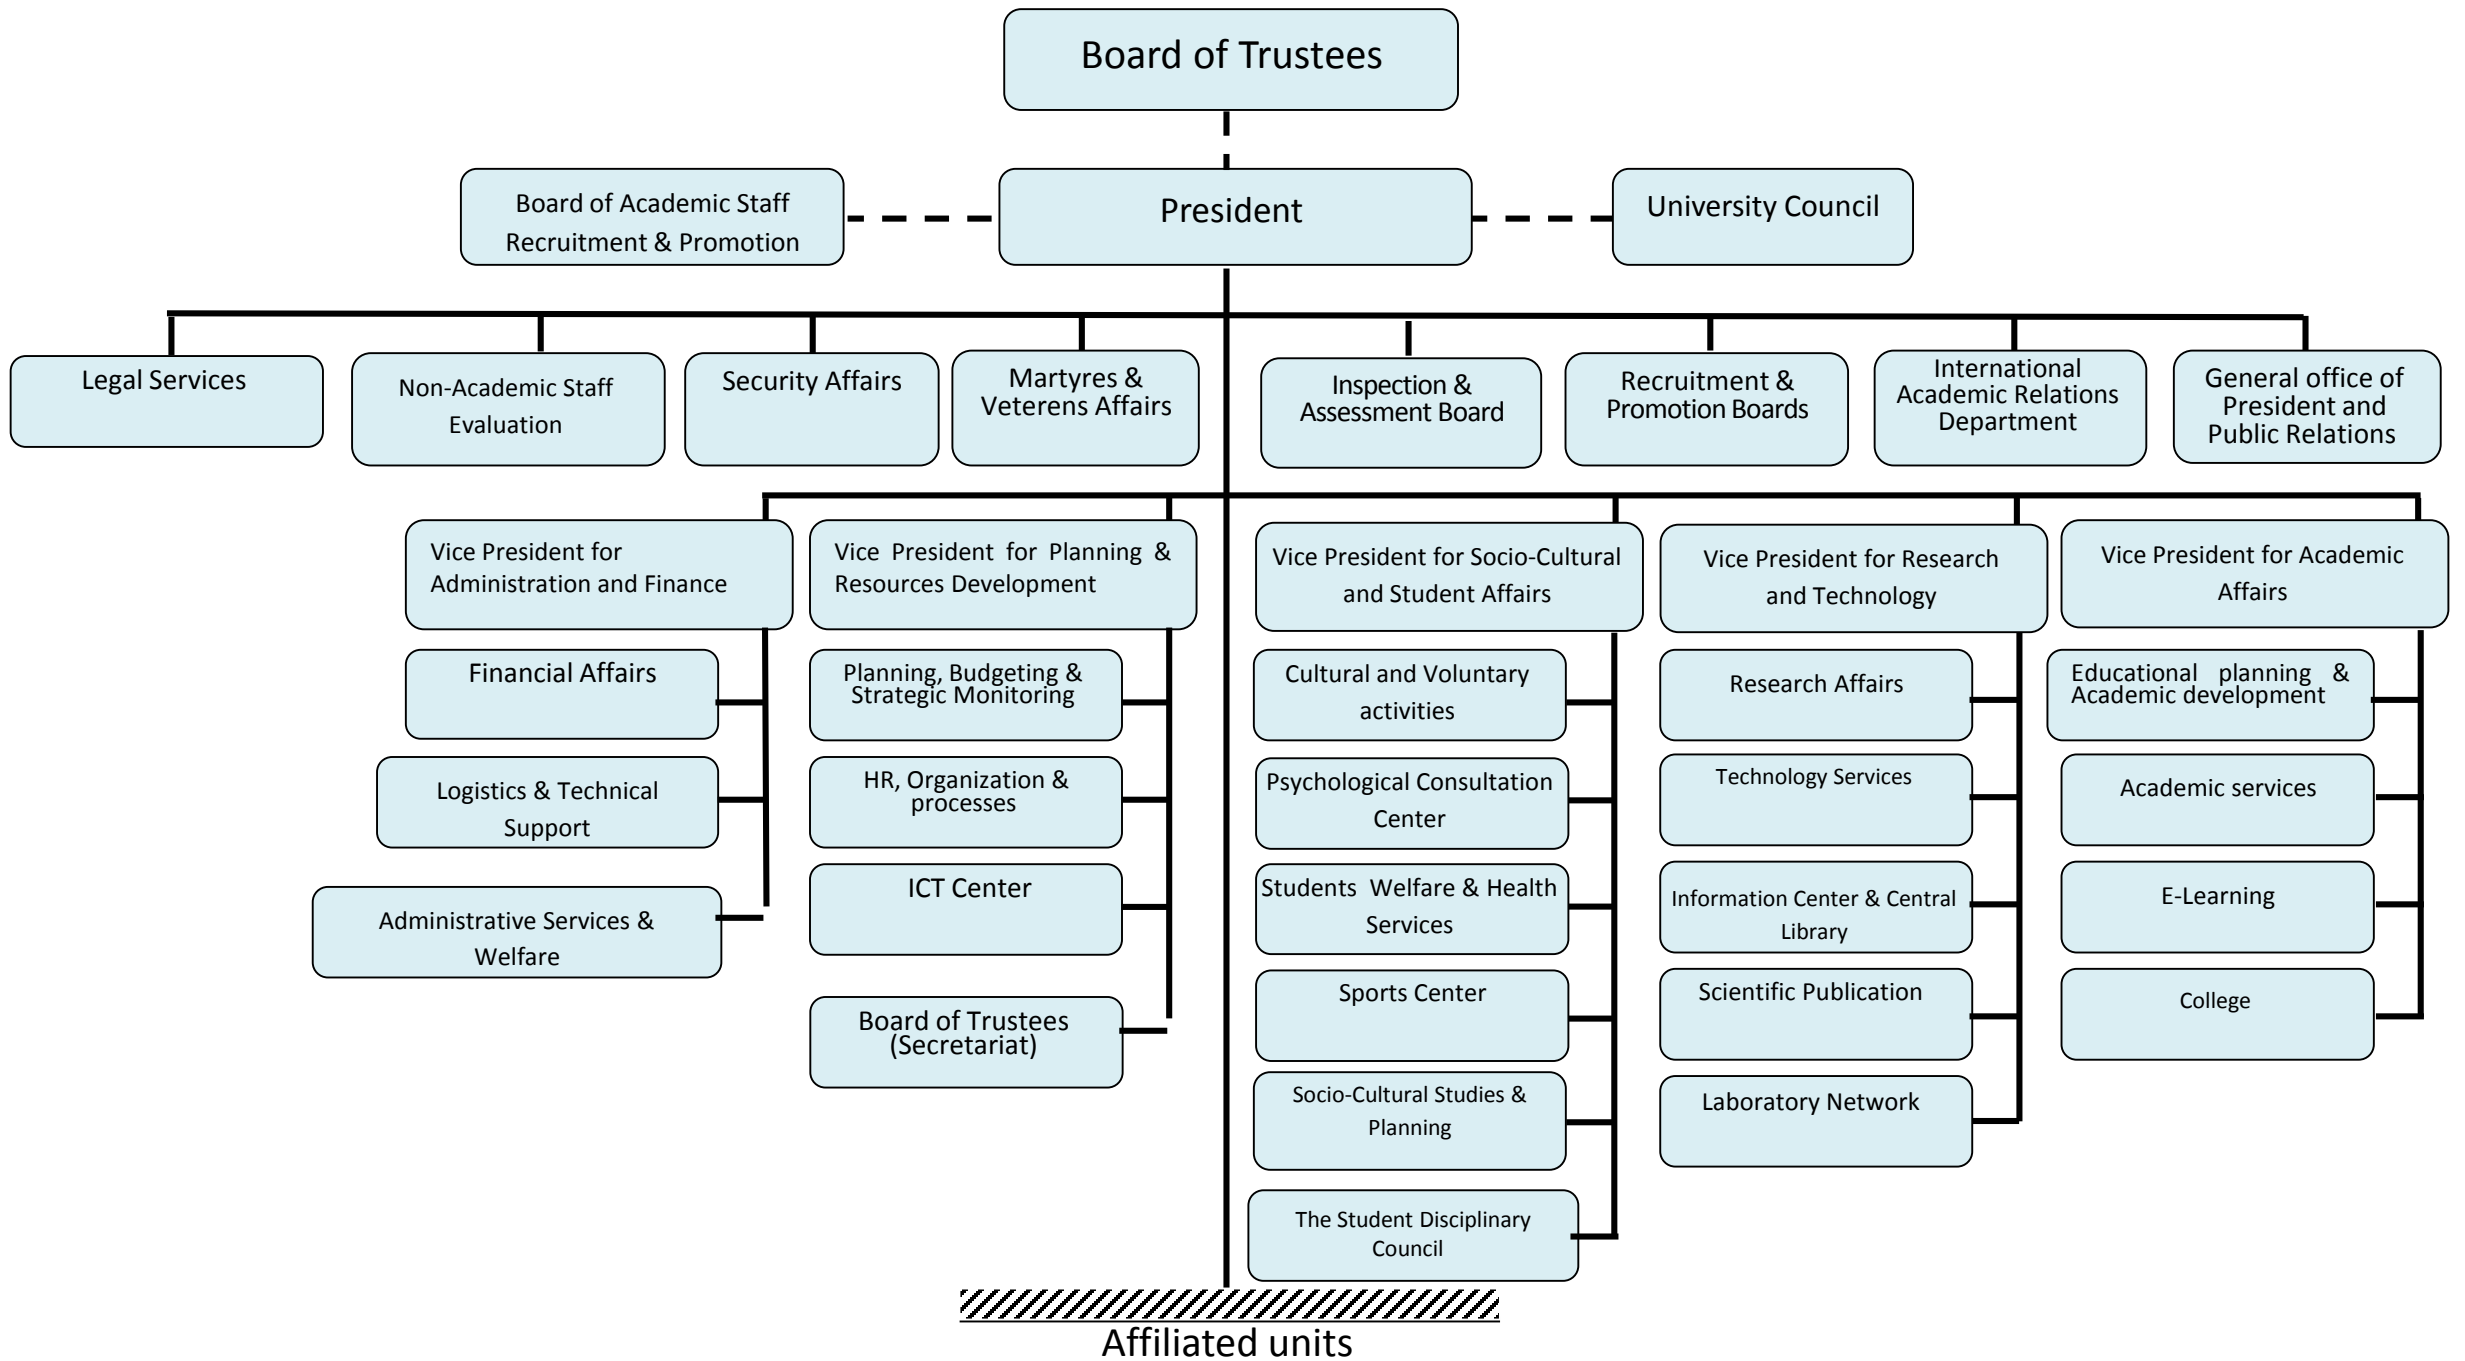 Board of Trustees
Board of Academic Staff
Recruitment & Promotion
President
University Council
Legal Services
Non-Academic Staff
Evaluation
Security Affairs
Martyres &
Veterens Affairs
Inspection &
Assessment Board
Recruitment &
Promotion Boards
International
Academic Relations
Department
General office of
President and
Public Relations
Vice President for
Administration and Finance
Financial Affairs
Logistics & Technical
Support
Administrative Services &
Welfare
Vice President for Planning &
Resources Development
Planning, Budgeting &
Strategic Monitoring
HR, Organization &
processes
ICT Center
Board of Trustees
(Secretariat)
Vice President for Socio-Cultural
and Student Affairs
Cultural and Voluntary
activities
Psychological Consultation
Center
Students Welfare & Health
Services
Sports Center
Socio-Cultural Studies &
Planning
The Student Disciplinary
Council
Vice President for Research
and Technology
Research Affairs
Technology Services
Information Center & Central
Library
Scientific Publication
Laboratory Network
Vice President for Academic
Affairs
Educational planning &
Academic development
Academic services
E-Learning
College
Affiliated units